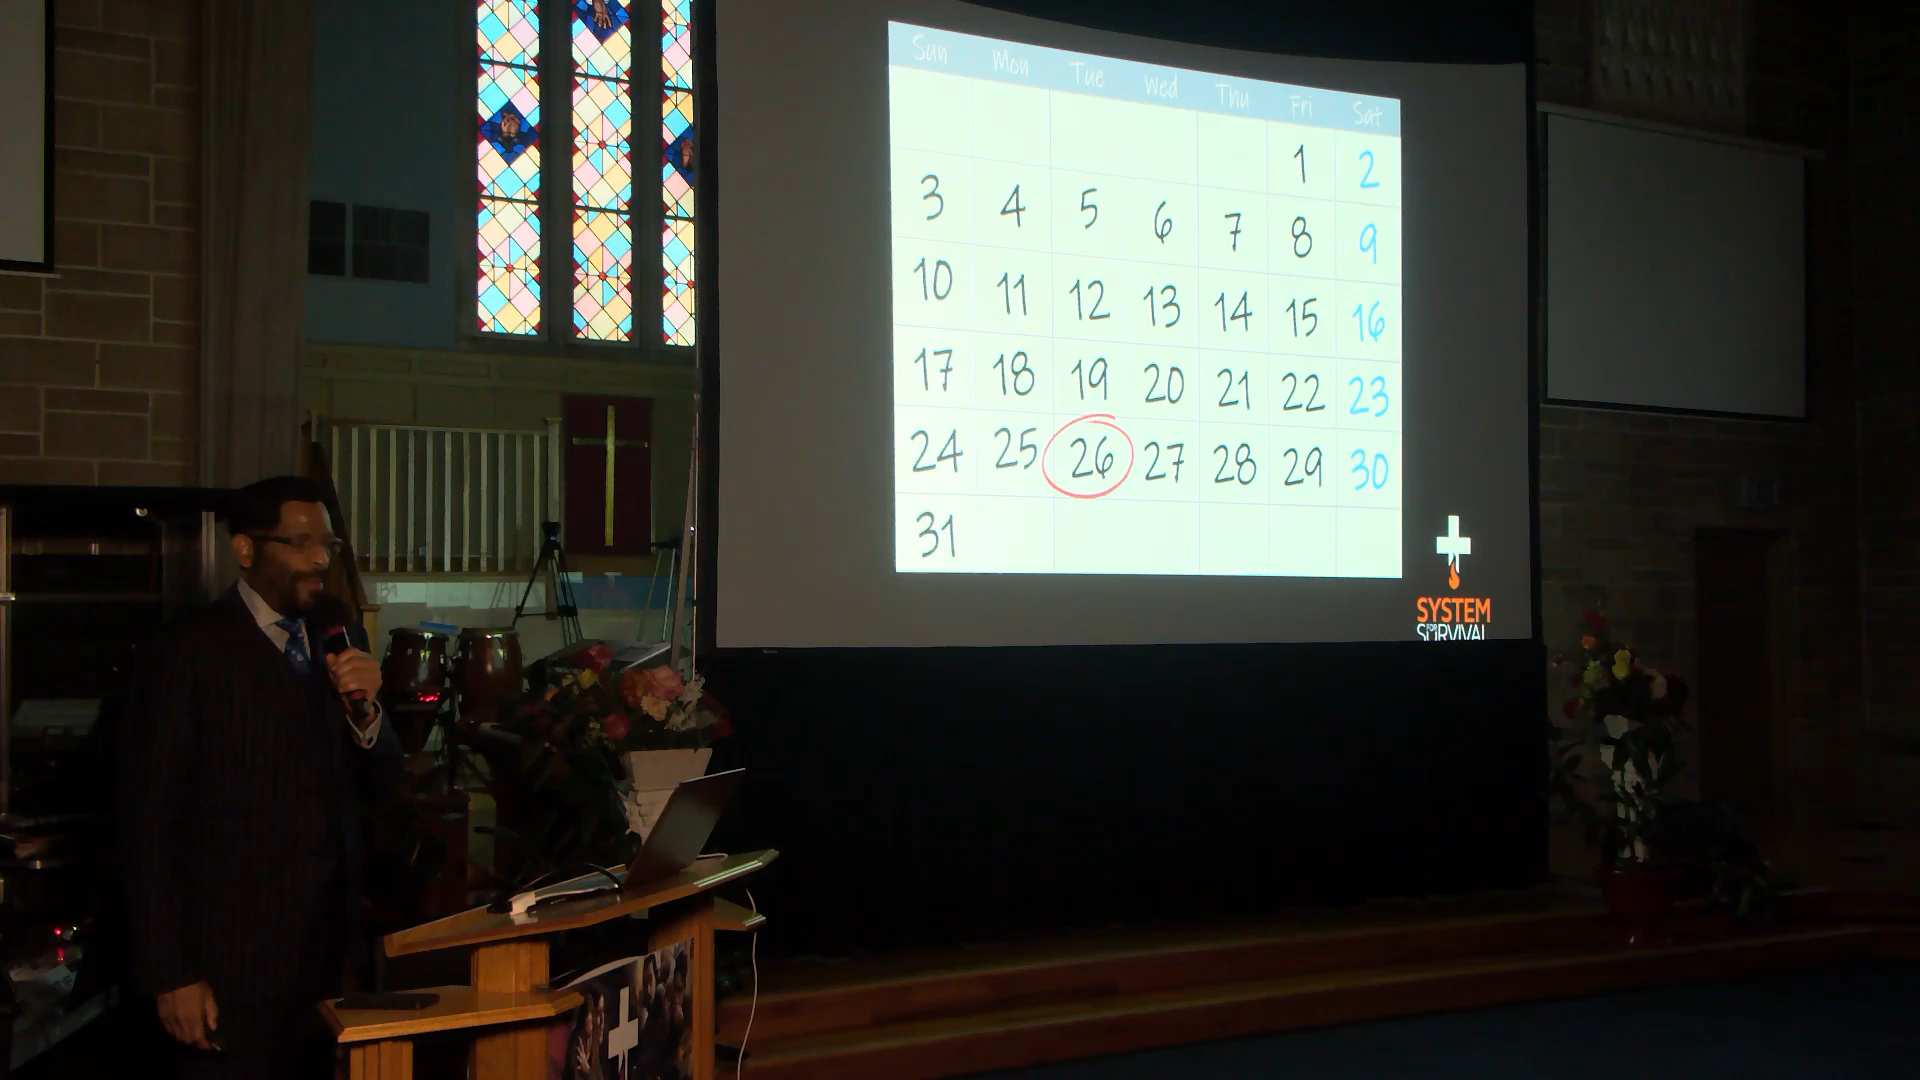 Sun Mon Tue Wed Thu Fri Sat
1 2
3 4 5 6 7 8 9
10 11 12 13 14 15 16
17 18 19 20 21 22 23
24 25 26 27 28 29 30
31
SYSTEM
FOR
SURVIVAL